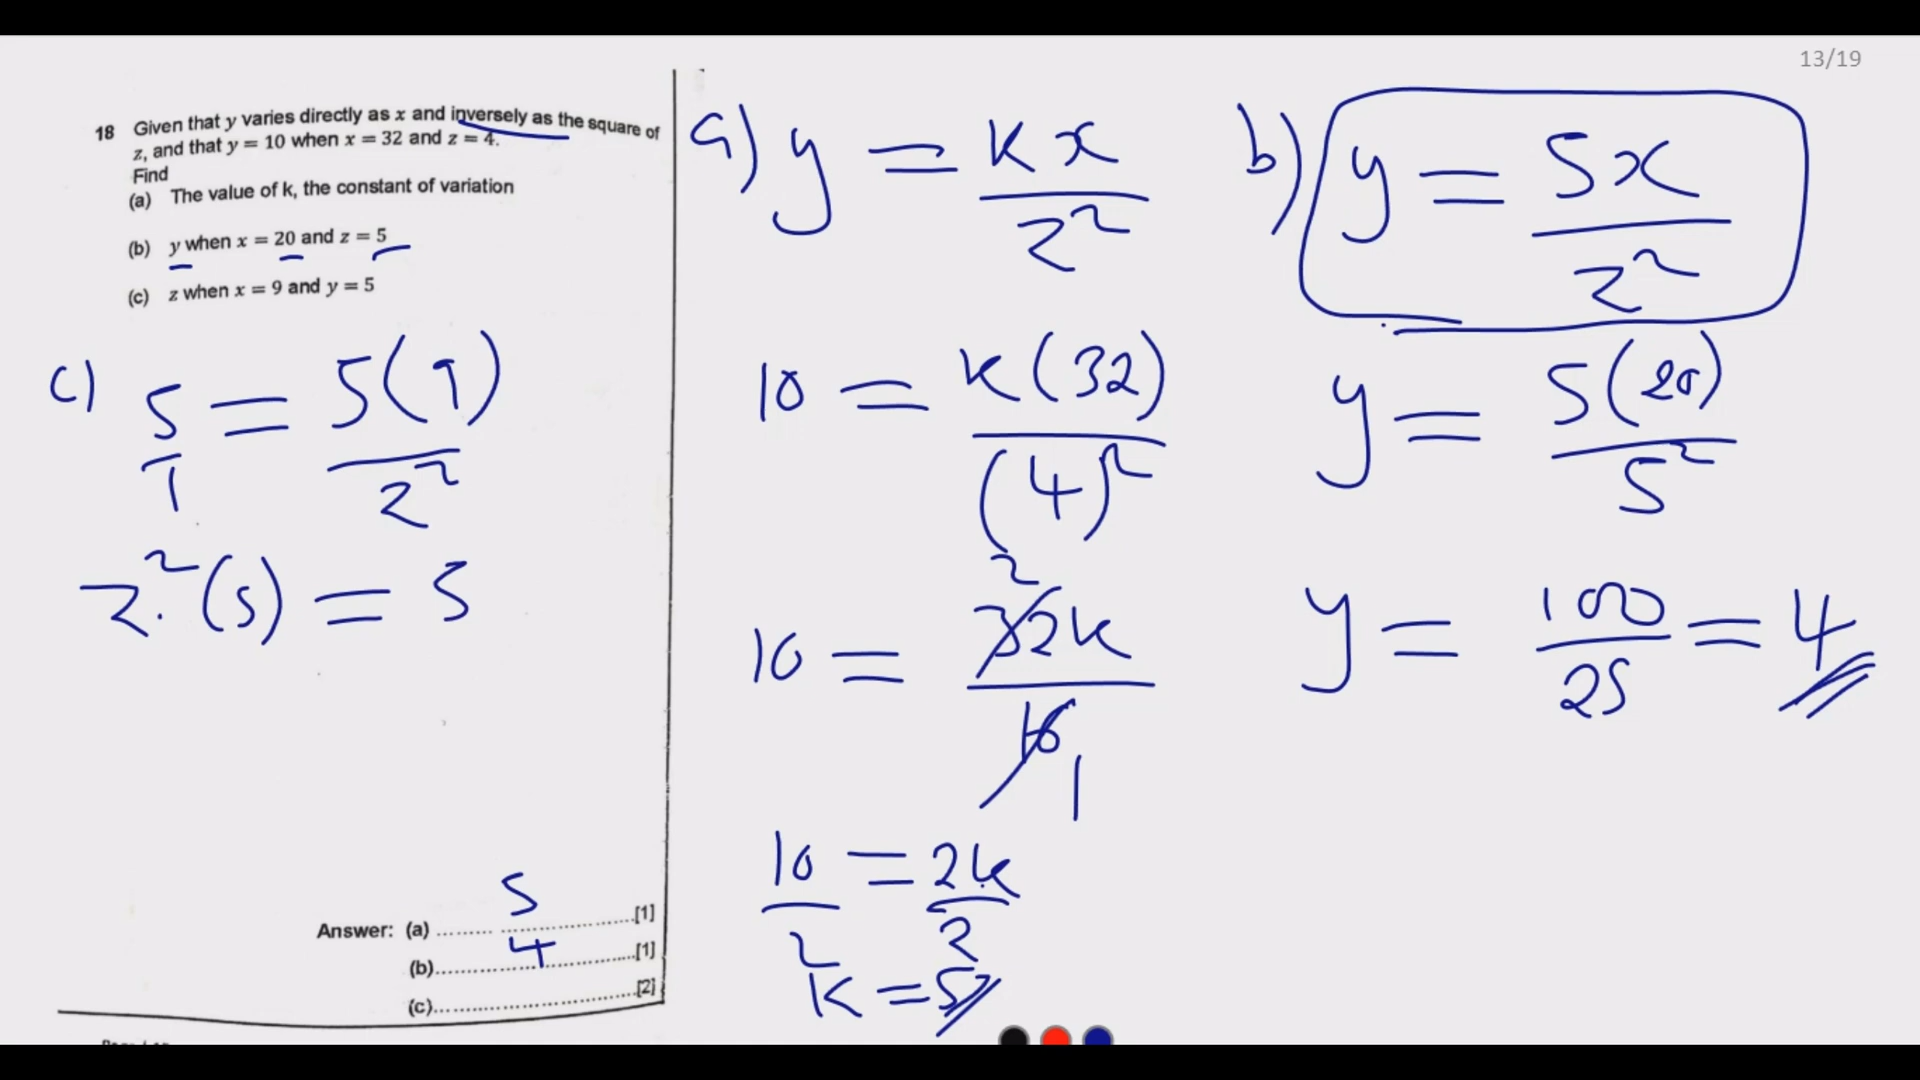 13/19
18 Given that y varies directly as x and inversely as the square of
z, and that y = 10 when x = 32 and z = 4.
Find
(a) The value of k, the constant of variation
(b) y when x = 20 and z = 5
(c) z when x = 9 and y = 5
c) 5/1 = 5(9)/z²
z²(5) = 5
Answer: (a) ........ 5 ..................[1]
(b)............... 4 ...............[1]
(c)..............................[2]
a) y = kx/z²
10 = k(32)/(4)²
10 = 32k/16 2 1
10/2 = 2k/2
k = 5
b) y = 5x/z²
y = 5(20)/5²
y = 100/25 = 4